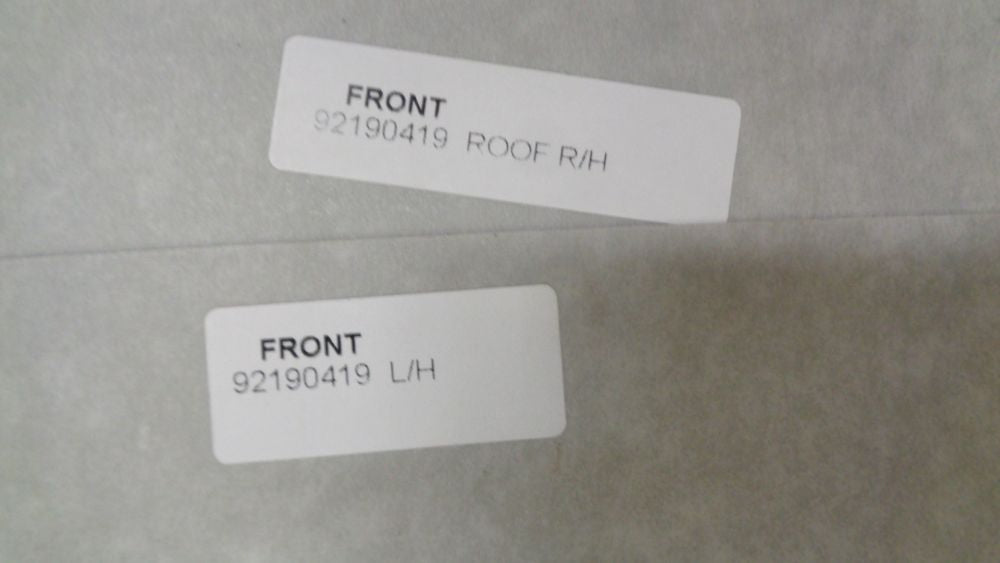 FRONT
92190419 ROOF R/H
FRONT
92190419 L/H